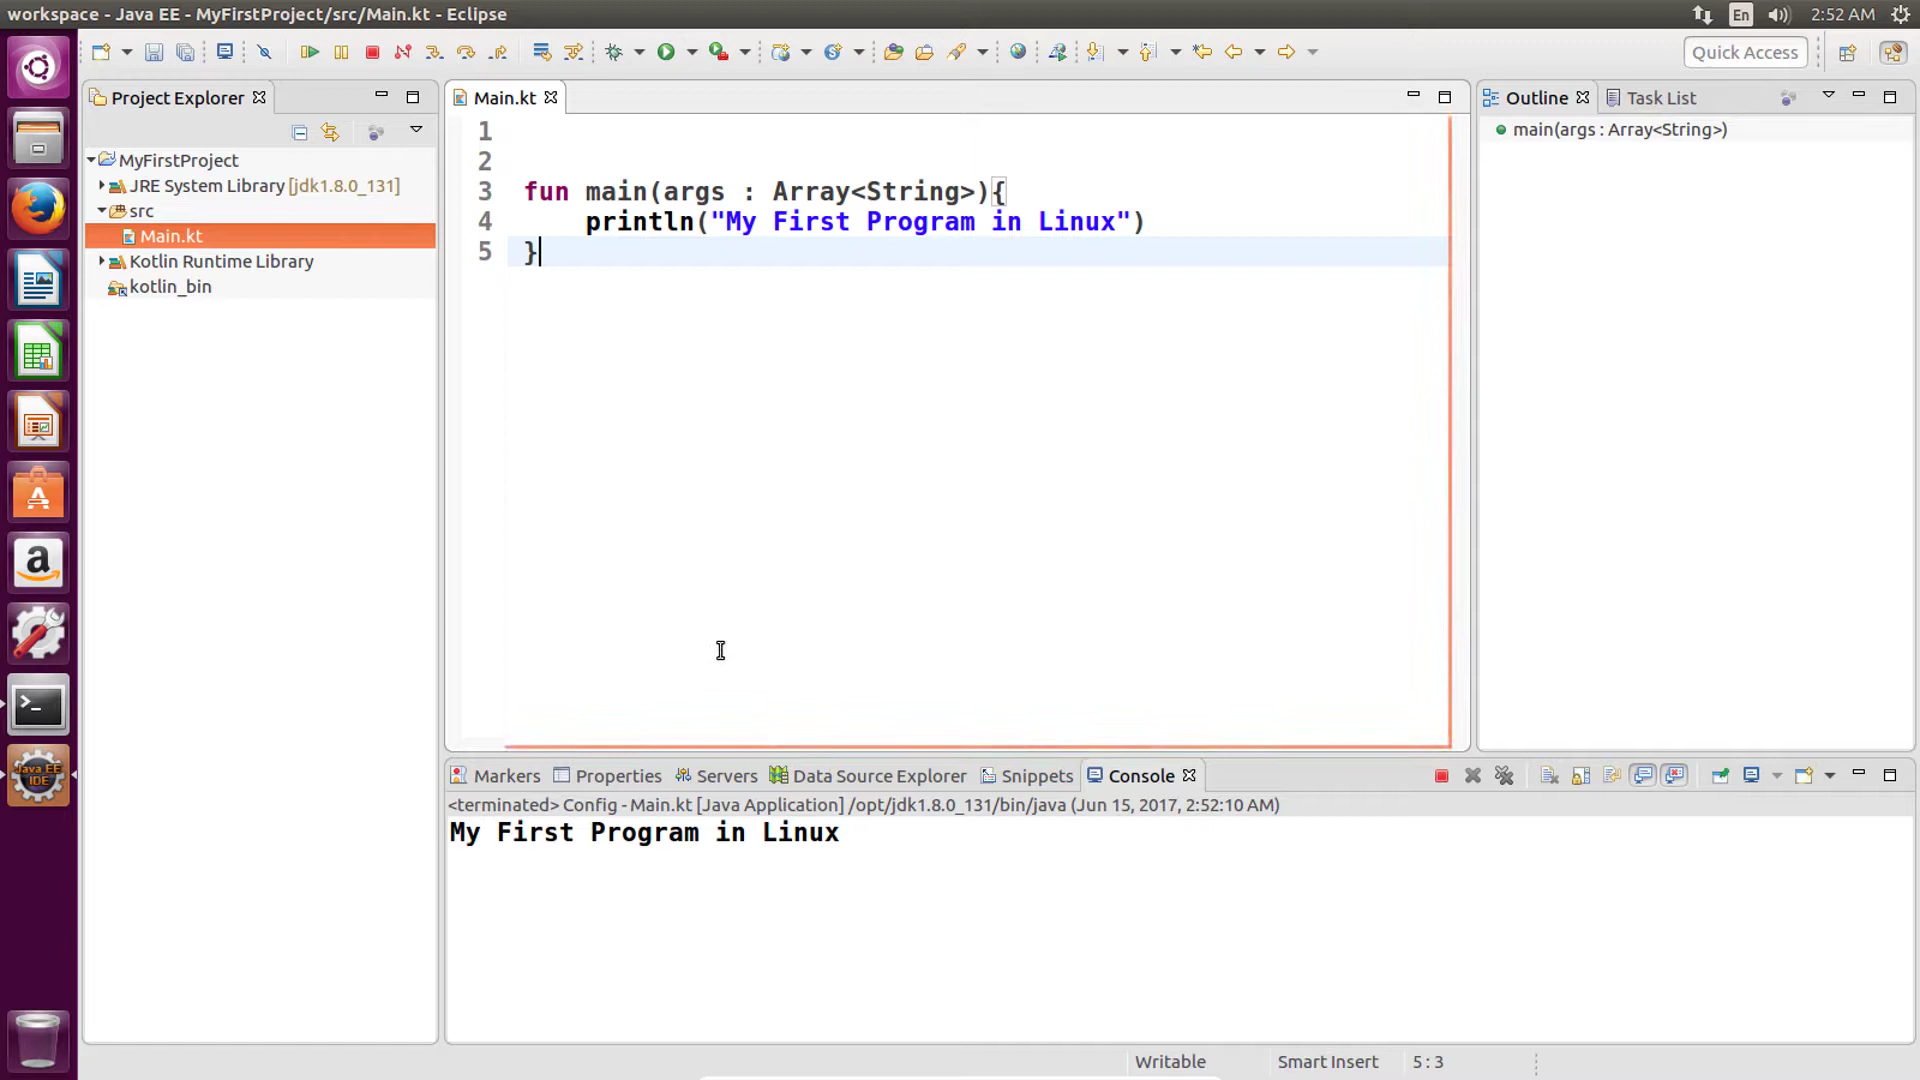 workspace - Java EE - MyFirstProject/src/Main.kt - Eclipse
En
2:52 AM
Quick Access
Project Explorer
Main.kt
Outline
Task List
MyFirstProject
JRE System Library [jdk1.8.0_131]
src
Main.kt
Kotlin Runtime Library
kotlin_bin
1
2
3 fun main(args : Array<String>){
4 println("My First Program in Linux")
5 }
main(args : Array<String>)
Java EE
IDE
Markers
Properties
Servers
Data Source Explorer
Snippets
Console
<terminated> Config - Main.kt [Java Application] /opt/jdk1.8.0_131/bin/java (Jun 15, 2017, 2:52:10 AM)
My First Program in Linux
Writable
Smart Insert
5 : 3